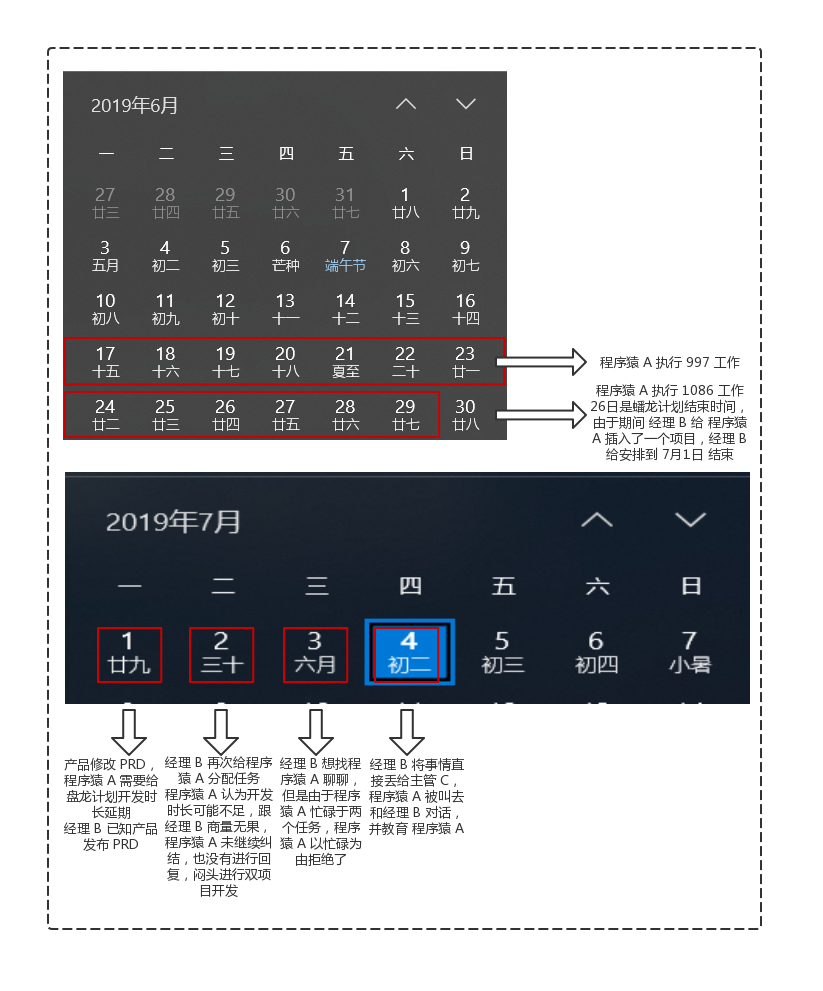 2019年6月
一 二 三 四 五 六 日
27 28 29 30 31 1 2
廿三 廿四 廿五 廿六 廿七 廿八 廿九
3 4 5 6 7 8 9
五月 初二 初三 芒种 端午节 初六 初七
10 11 12 13 14 15 16
初八 初九 初十 十一 十二 十三 十四
17 18 19 20 21 22 23
十五 十六 十七 十八 夏至 二十 廿一
程序猿 A 执行 997 工作
24 25 26 27 28 29 30
廿二 廿三 廿四 廿五 廿六 廿七 廿八
程序猿 A 执行 1086 工作
26日是蟠龙计划结束时间，
由于期间 经理 B 给 程序猿
A 插入了一个项目，经理 B
给安排到 7月1日 结束
2019年7月
一 二 三 四 五 六 日
1 2 3 4 5 6 7
廿九 三十 六月 初二 初三 初四 小暑
产品修改 PRD，
程序猿 A 需要给
盘龙计划开发时
长延期
经理 B 已知产品
发布 PRD
经理 B 再次给程序
猿 A 分配任务
程序猿 A 认为开发
时长可能不足，跟
经理 B 商量无果，
程序猿 A 未继续纠
结，也没有进行回
复，闷头进行双项
目开发
经理 B 想找程
序猿 A 聊聊，
但是由于程序
猿 A 忙碌于两
个任务，程序
猿 A 以忙碌为
由拒绝了
经理 B 将事情直
接丢给主管 C，
程序猿 A 被叫去
和经理 B 对话，
并教育 程序猿 A